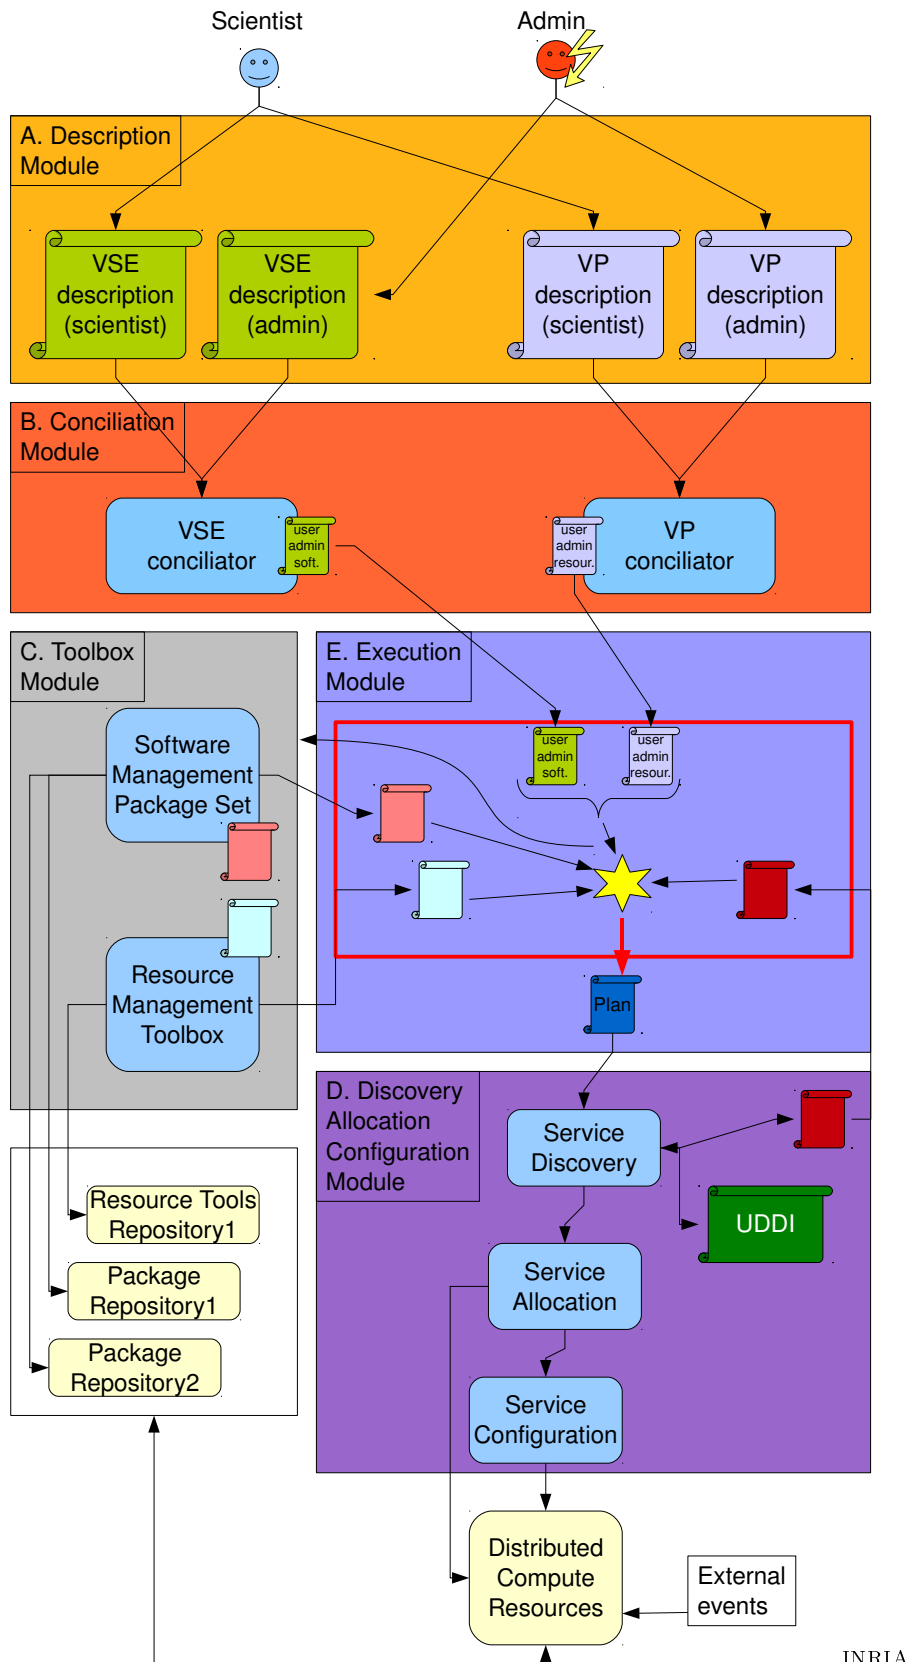 Scientist
Admin
A. Description
Module
VSE
description
(scientist)
VSE
description
(admin)
VP
description
(scientist)
VP
description
(admin)
B. Conciliation
Module
VSE
conciliator
user
admin
soft.
user
admin
resour.
VP
conciliator
C. Toolbox
Module
E. Execution
Module
Software
Management
Package Set
user
admin
soft.
user
admin
resour.
Resource
Management
Toolbox
Plan
D. Discovery
Allocation
Configuration
Module
Service
Discovery
UDDI
Resource Tools
Repository1
Package
Repository1
Package
Repository2
Service
Allocation
Service
Configuration
Distributed
Compute
Resources
External
events
INRIA